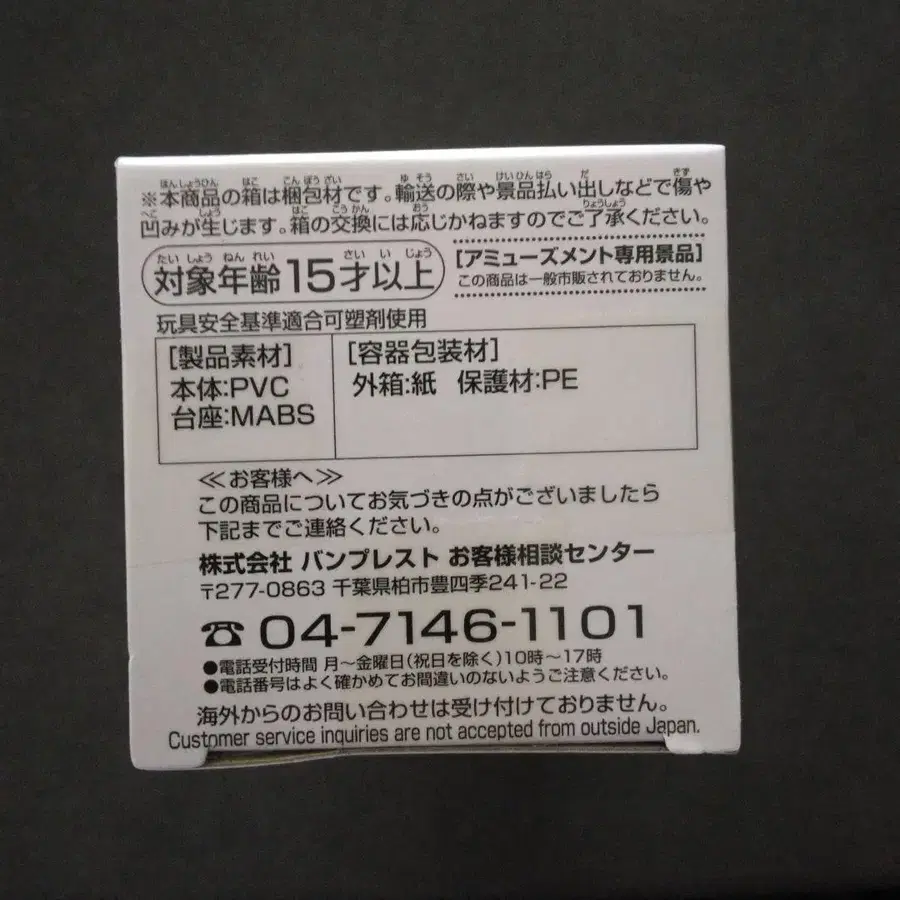 ※本商品の箱は梱包材です。輸送の際や景品払い出しなどで傷や
凹みが生じます。箱の交換には応じかねますのでご了承ください。
対象年齢15才以上
[アミューズメント専用景品]
この商品は一般市販されておりません。
玩具安全基準適合可塑剤使用
[製品素材]
本体:PVC
台座:MABS
[容器包装材]
外箱:紙 保護材:PE
≪お客様へ≫
この商品についてお気づきの点がございましたら
下記までご連絡ください。
株式会社 バンプレスト お客様相談センター
〒277-0863 千葉県柏市豊四季241-22
☎ 04-7146-1101
●電話受付時間 月～金曜日(祝日を除く)10時～17時
●電話番号はよく確かめてお間違いのないようご注意ください。
海外からのお問い合わせは受け付けておりません。
Customer service inquiries are not accepted from outside Japan.